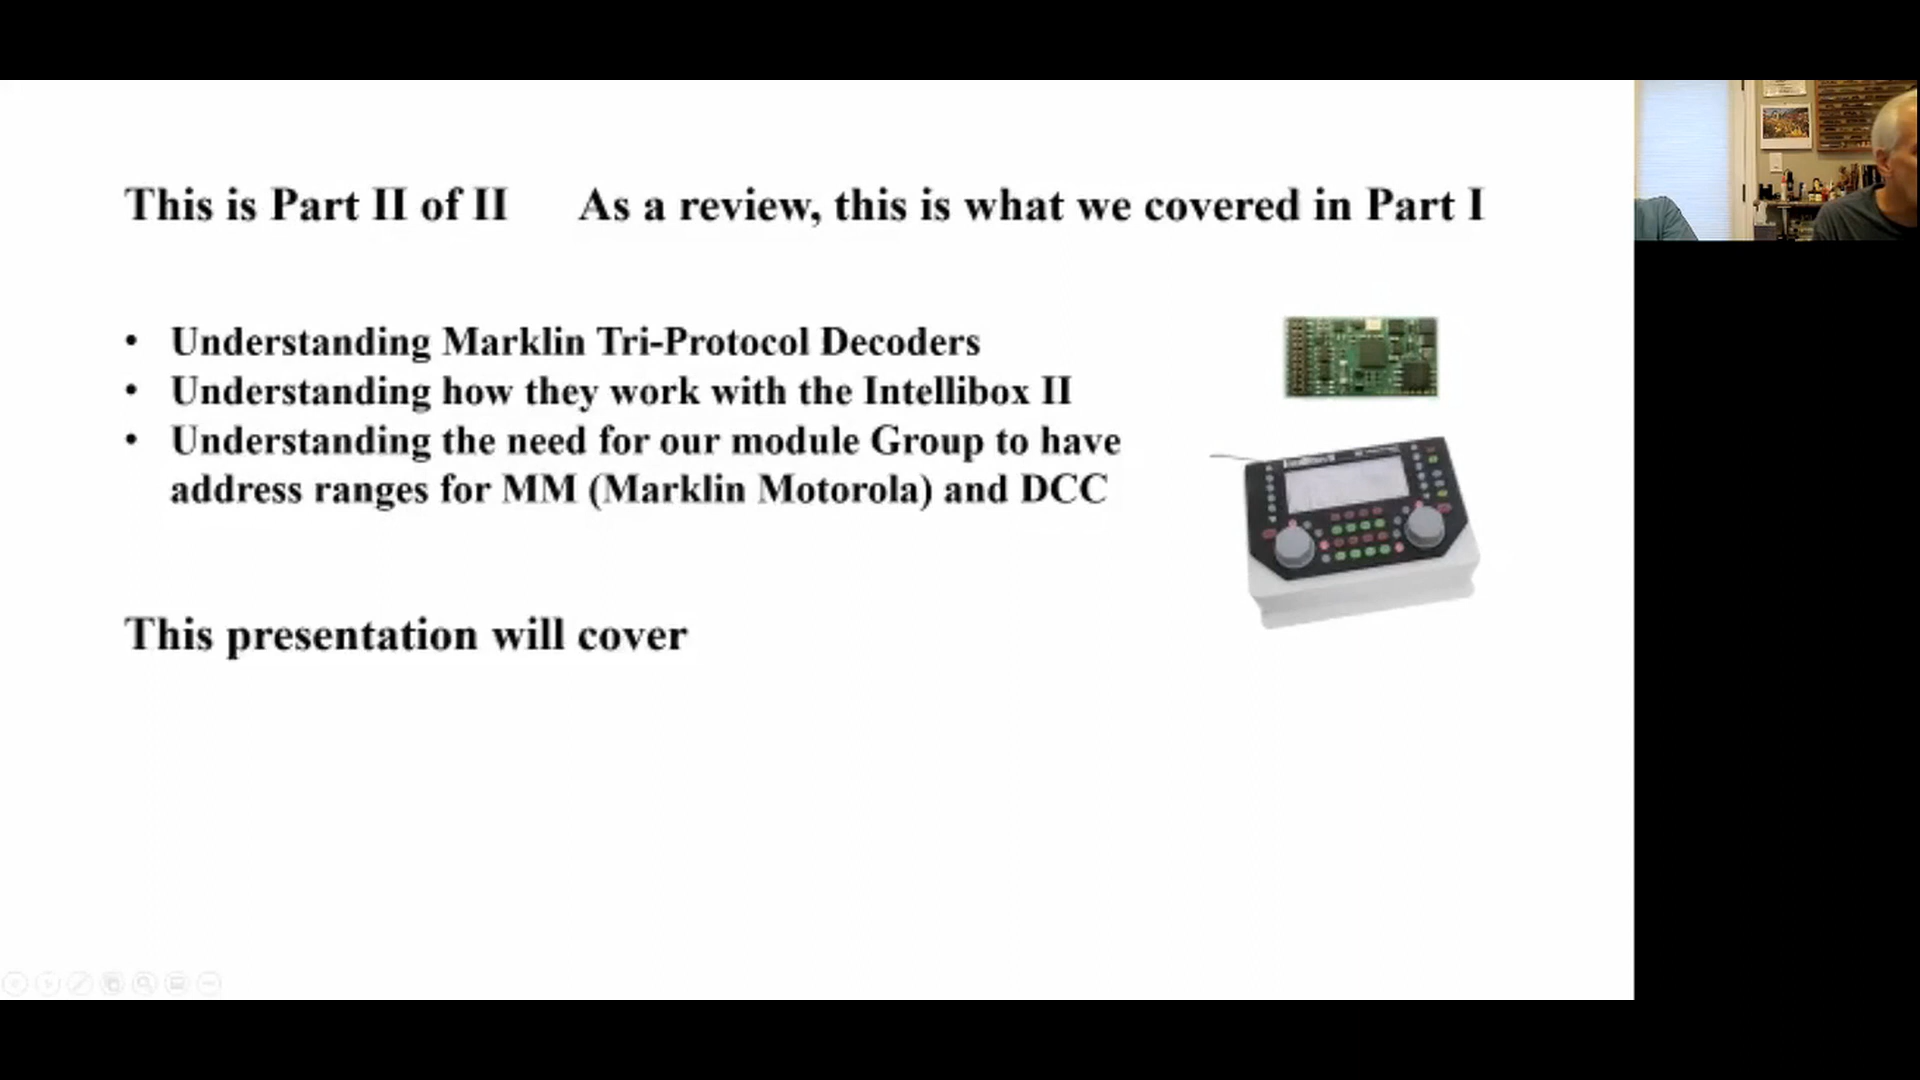 This is Part II of II As a review, this is what we covered in Part I
• Understanding Marklin Tri-Protocol Decoders
• Understanding how they work with the Intellibox II
• Understanding the need for our module Group to have
address ranges for MM (Marklin Motorola) and DCC
This presentation will cover